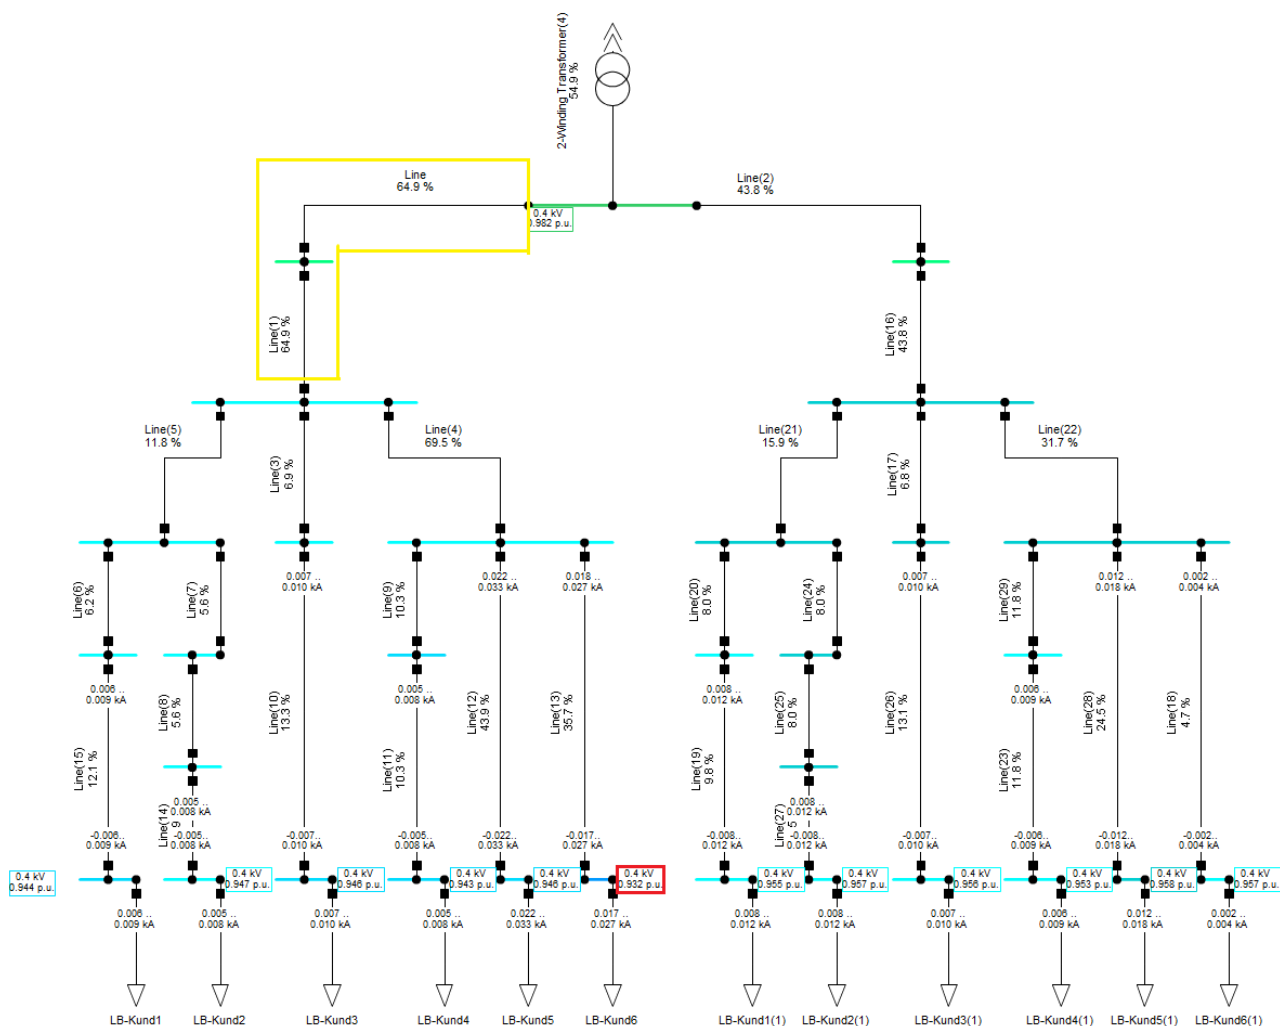 2-Winding Transformer(4)
54.9 %
Line
64.9 %
Line(2)
43.8 %
0.4 kV
0.982 p.u.
Line(1)
64.9 %
Line(16)
43.8 %
Line(5)
11.8 %
Line(3)
6.9 %
Line(4)
69.5 %
Line(21)
15.9 %
Line(17)
6.8 %
Line(22)
31.7 %
Line(6)
6.2 %
Line(7)
5.6 %
0.007 ..
0.010 kA
Line(9)
10.3 %
0.022 ..
0.033 kA
0.018 ..
0.027 kA
Line(20)
8.0 %
Line(24)
8.0 %
0.007 ..
0.010 kA
Line(29)
11.8 %
0.012 ..
0.018 kA
0.002 ..
0.004 kA
0.006 ..
0.009 kA
Line(8)
5.6 %
0.005 ..
0.008 kA
0.008 ..
0.012 kA
Line(25)
8.0 %
0.006 ..
0.009 kA
Line(15)
12.1 %
Line(10)
13.3 %
Line(11)
10.3 %
Line(12)
43.9 %
Line(13)
35.7 %
Line(19)
9.8 %
Line(26)
13.1 %
Line(23)
11.8 %
Line(28)
24.5 %
Line(18)
4.7 %
0.005 ..
0.008 kA
Line(14)
9
0.008 ..
0.012 kA
Line(27)
5
-0.006..
0.009 kA
-0.005..
0.008 kA
-0.007..
0.010 kA
-0.005..
0.008 kA
-0.022..
0.033 kA
-0.017..
0.027 kA
-0.008..
0.012 kA
-0.008..
0.012 kA
-0.007..
0.010 kA
-0.006..
0.009 kA
-0.012..
0.018 kA
-0.002..
0.004 kA
0.4 kV
0.944 p.u.
0.4 kV
0.947 p.u.
0.4 kV
0.946 p.u.
0.4 kV
0.943 p.u.
0.4 kV
0.946 p.u.
0.4 kV
0.932 p.u.
0.4 kV
0.955 p.u.
0.4 kV
0.957 p.u.
0.4 kV
0.956 p.u.
0.4 kV
0.953 p.u.
0.4 kV
0.958 p.u.
0.4 kV
0.957 p.u.
0.006 ..
0.009 kA
0.005 ..
0.008 kA
0.007 ..
0.010 kA
0.005 ..
0.008 kA
0.022 ..
0.033 kA
0.017 ..
0.027 kA
0.008 ..
0.012 kA
0.008 ..
0.012 kA
0.007 ..
0.010 kA
0.006 ..
0.009 kA
0.012 ..
0.018 kA
0.002 ..
0.004 kA
LB-Kund1
LB-Kund2
LB-Kund3
LB-Kund4
LB-Kund5
LB-Kund6
LB-Kund1(1)
LB-Kund2(1)
LB-Kund3(1)
LB-Kund4(1)
LB-Kund5(1)
LB-Kund6(1)